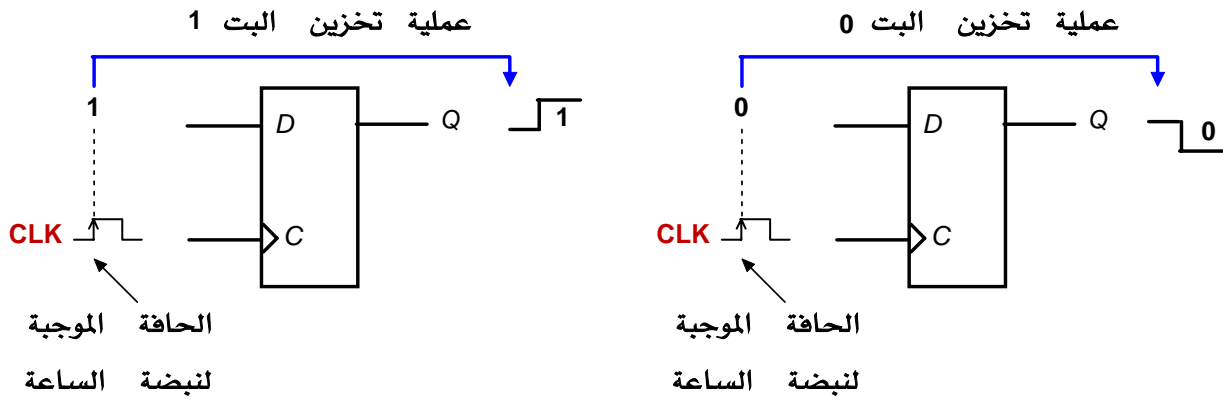 عملية تخزين البت 1
1
D
Q
1
CLK
C
الحافة الموجبة
لنبضة الساعة
عملية تخزين البت 0
0
D
Q
0
CLK
C
الحافة الموجبة
لنبضة الساعة